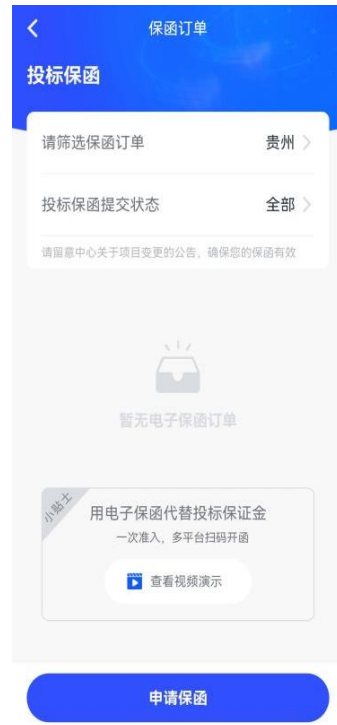 保函订单
投标保函
请筛选保函订单 贵州
投标保函提交状态 全部
请留意中心关于项目变更的公告，确保您的保函有效
暂无电子保函订单
小贴士
用电子保函代替投标保证金
一次准入、多平台扫码开函
查看视频演示
申请保函